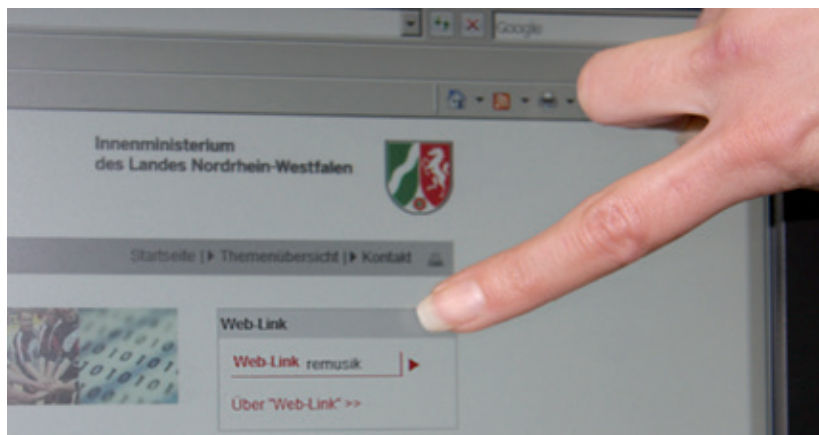 Google
Innenministerium
des Landes Nordrhein-Westfalen
Startseite | Themenübersicht | Kontakt
Web-Link
Web-Link remusik
Über "Web-Link" >>